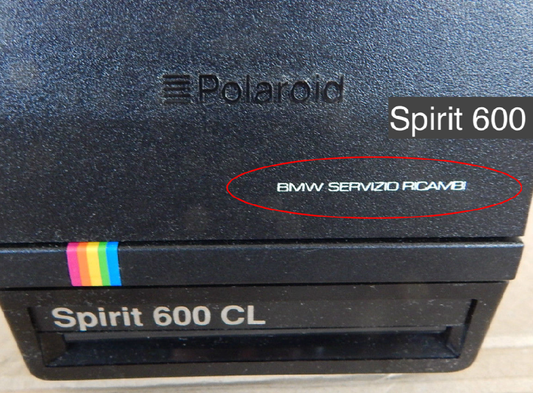 Polaroid
Spirit 600
BMW SERVIZIO RICAMBI
Spirit 600 CL